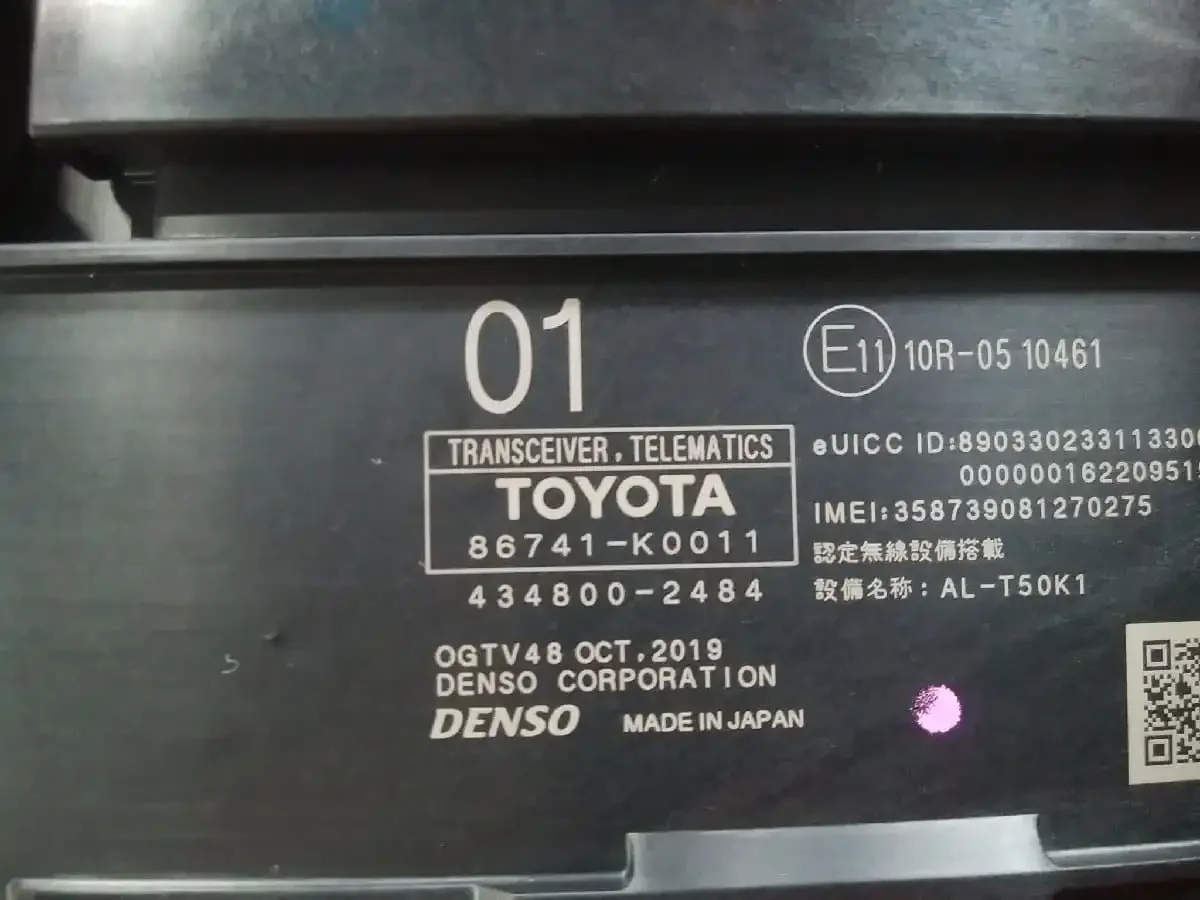 01
TRANSCEIVER, TELEMATICS
TOYOTA
86741-K0011
434800-2484
OGTV48 OCT, 2019
DENSO CORPORATION
DENSO MADE IN JAPAN
E11 10R-05 10461
eUICC ID:890330233113300
000000162209519
IMEI:358739081270275
認定無線設備搭載
設備名称: AL-T50K1